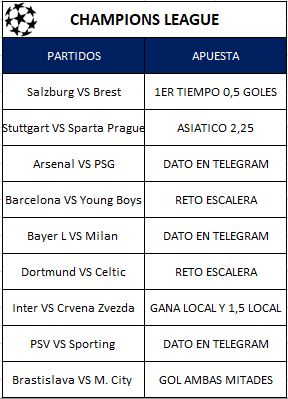 CHAMPIONS LEAGUE
PARTIDOS APUESTA
Salzburg VS Brest 1ER TIEMPO 0,5 GOLES
Stuttgart VS Sparta Prague ASIATICO 2,25
Arsenal VS PSG DATO EN TELEGRAM
Barcelona VS Young Boys RETO ESCALERA
Bayer L VS Milan DATO EN TELEGRAM
Dortmund VS Celtic RETO ESCALERA
Inter VS Crvena Zvezda GANA LOCAL Y 1,5 LOCAL
PSV VS Sporting DATO EN TELEGRAM
Brastislava VS M. City GOL AMBAS MITADES